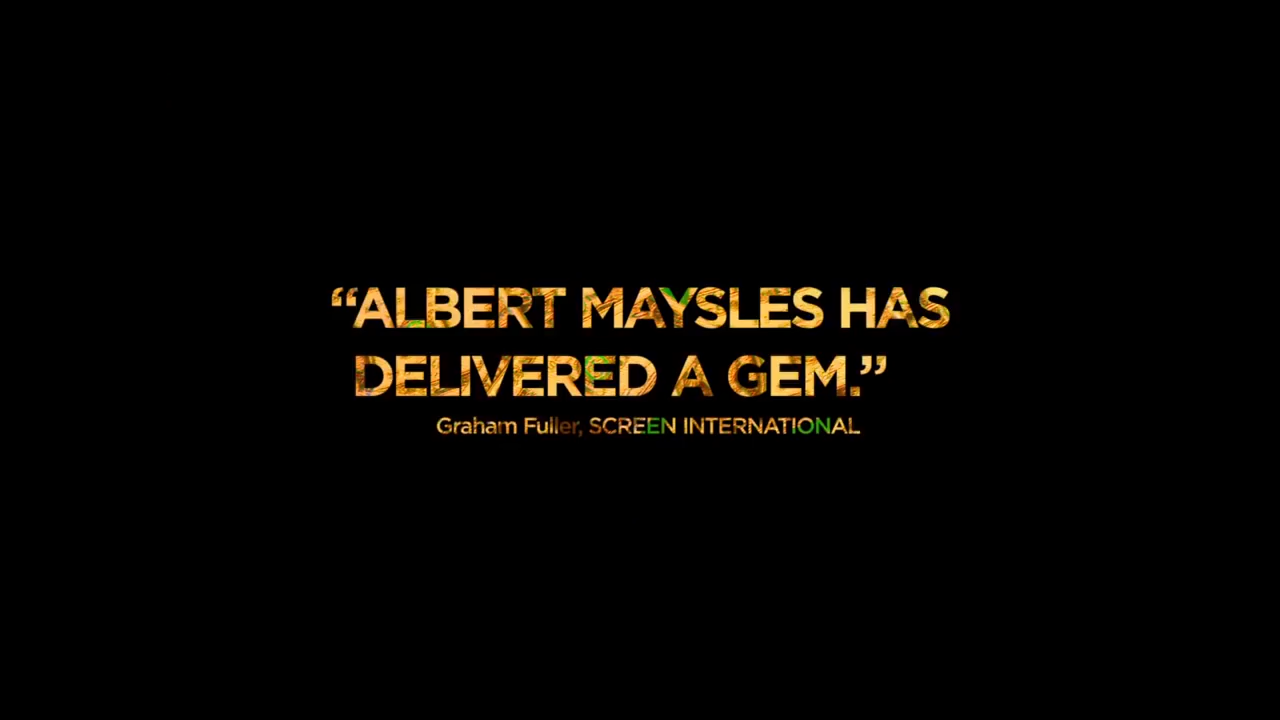 “ALBERT MAYSLES HAS
DELIVERED A GEM.”
Graham Fuller, SCREEN INTERNATIONAL